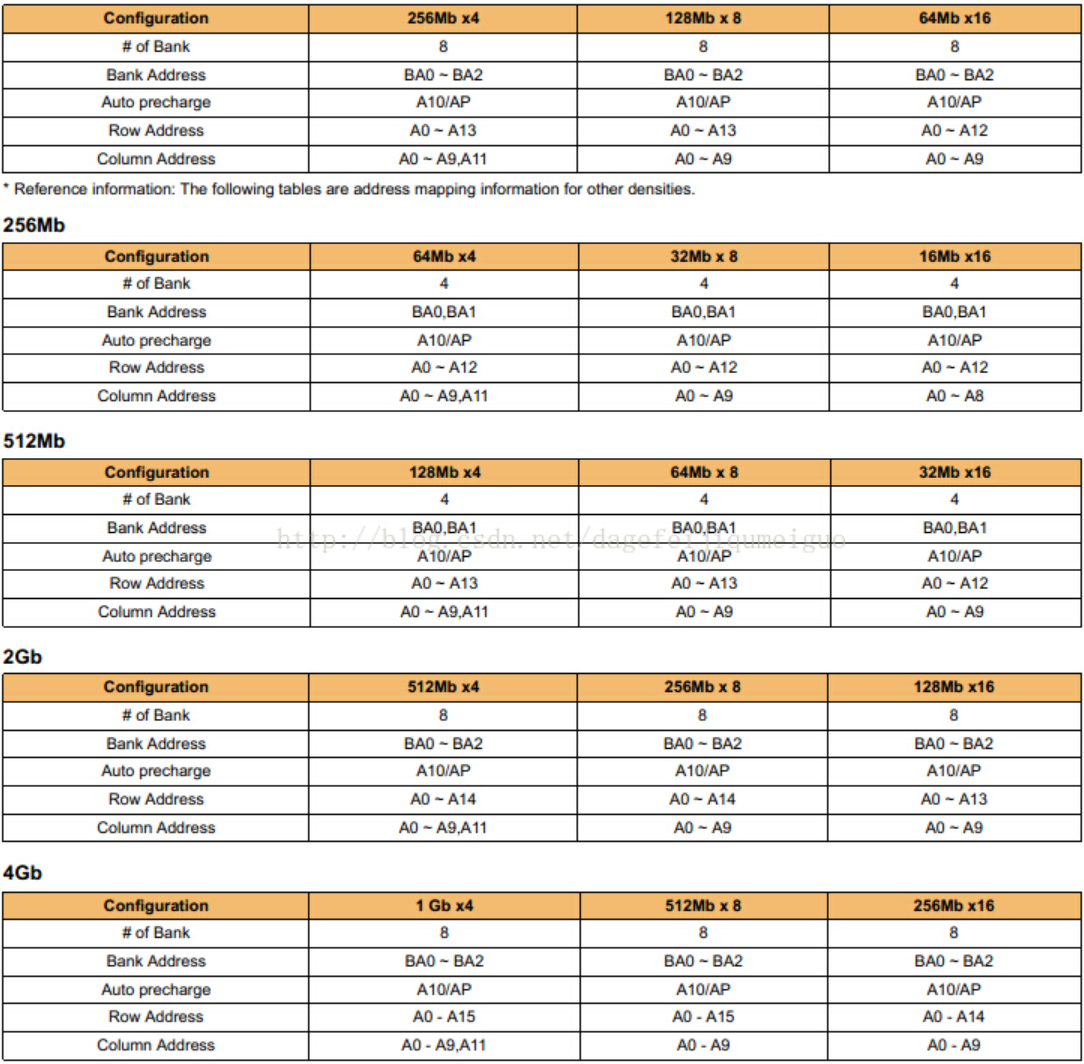 Configuration 256Mb x4 128Mb x 8 64Mb x16
# of Bank 8 8 8
Bank Address BA0 ~ BA2 BA0 ~ BA2 BA0 ~ BA2
Auto precharge A10/AP A10/AP A10/AP
Row Address A0 ~ A13 A0 ~ A13 A0 ~ A12
Column Address A0 ~ A9,A11 A0 ~ A9 A0 ~ A9
* Reference information: The following tables are address mapping information for other densities.
256Mb
Configuration 64Mb x4 32Mb x 8 16Mb x16
# of Bank 4 4 4
Bank Address BA0,BA1 BA0,BA1 BA0,BA1
Auto precharge A10/AP A10/AP A10/AP
Row Address A0 ~ A12 A0 ~ A12 A0 ~ A12
Column Address A0 ~ A9,A11 A0 ~ A9 A0 ~ A8
512Mb
Configuration 128Mb x4 64Mb x 8 32Mb x16
# of Bank 4 4 4
Bank Address BA0,BA1 BA0,BA1 BA0,BA1
http://blog.csdn.net/dagefeijiqumeiguo
Auto precharge A10/AP A10/AP A10/AP
Row Address A0 ~ A13 A0 ~ A13 A0 ~ A12
Column Address A0 ~ A9,A11 A0 ~ A9 A0 ~ A9
2Gb
Configuration 512Mb x4 256Mb x 8 128Mb x16
# of Bank 8 8 8
Bank Address BA0 ~ BA2 BA0 ~ BA2 BA0 ~ BA2
Auto precharge A10/AP A10/AP A10/AP
Row Address A0 ~ A14 A0 ~ A14 A0 ~ A13
Column Address A0 ~ A9,A11 A0 ~ A9 A0 ~ A9
4Gb
Configuration 1 Gb x4 512Mb x 8 256Mb x16
# of Bank 8 8 8
Bank Address BA0 ~ BA2 BA0 ~ BA2 BA0 ~ BA2
Auto precharge A10/AP A10/AP A10/AP
Row Address A0 - A15 A0 - A15 A0 - A14
Column Address A0 - A9,A11 A0 - A9 A0 - A9